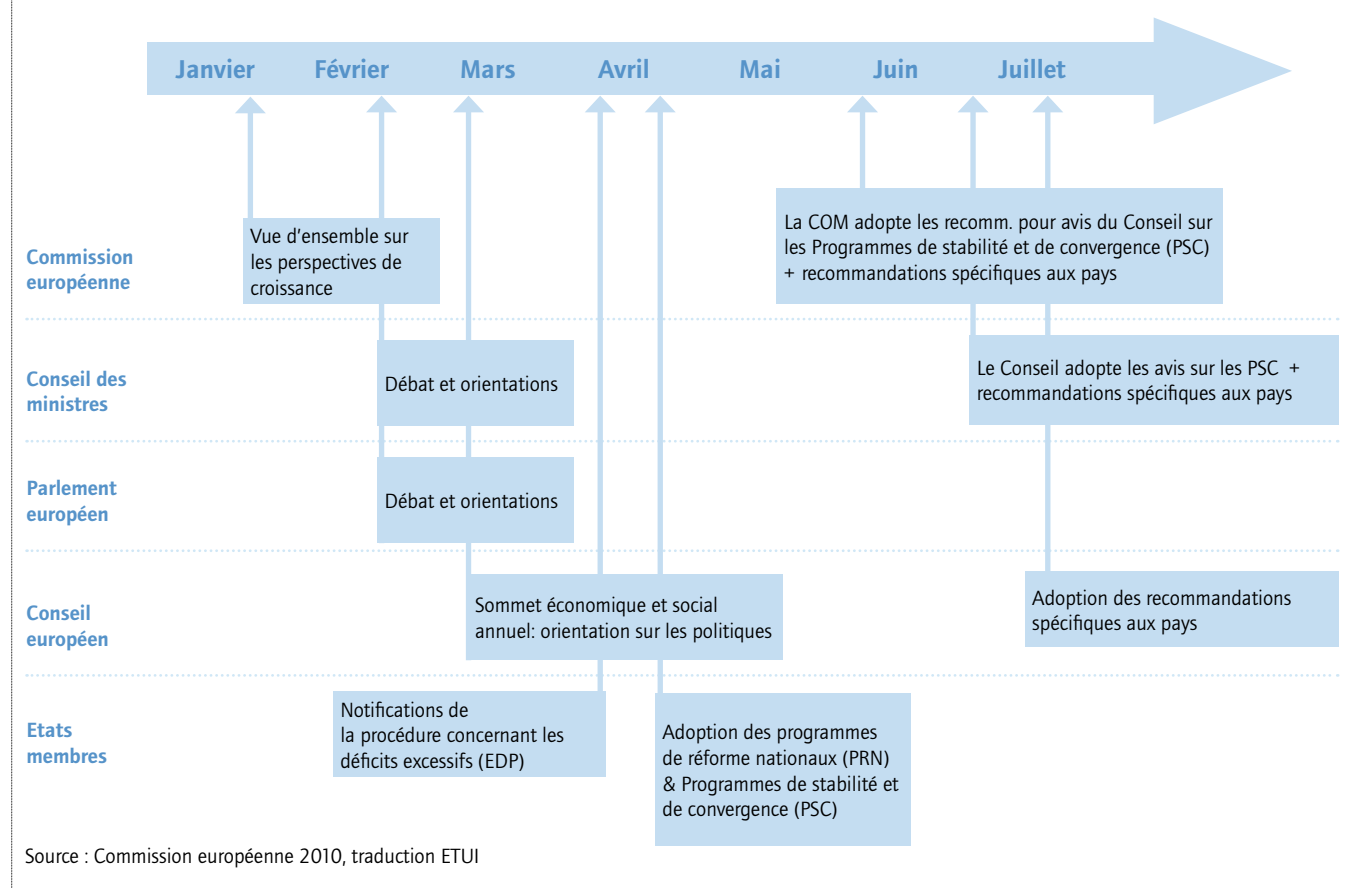 Janvier Février Mars Avril Mai Juin Juillet
Commission
européenne
Vue d'ensemble sur
les perspectives de
croissance
La COM adopte les recomm. pour avis du Conseil sur
les Programmes de stabilité et de convergence (PSC)
+ recommandations spécifiques aux pays
Conseil des
ministres
Débat et orientations
Le Conseil adopte les avis sur les PSC +
recommandations spécifiques aux pays
Parlement
européen
Débat et orientations
Conseil
européen
Sommet économique et social
annuel: orientation sur les politiques
Adoption des recommandations
spécifiques aux pays
Etats
membres
Notifications de
la procédure concernant les
déficits excessifs (EDP)
Adoption des programmes
de réforme nationaux (PRN)
& Programmes de stabilité et
de convergence (PSC)
Source : Commission européenne 2010, traduction ETUI